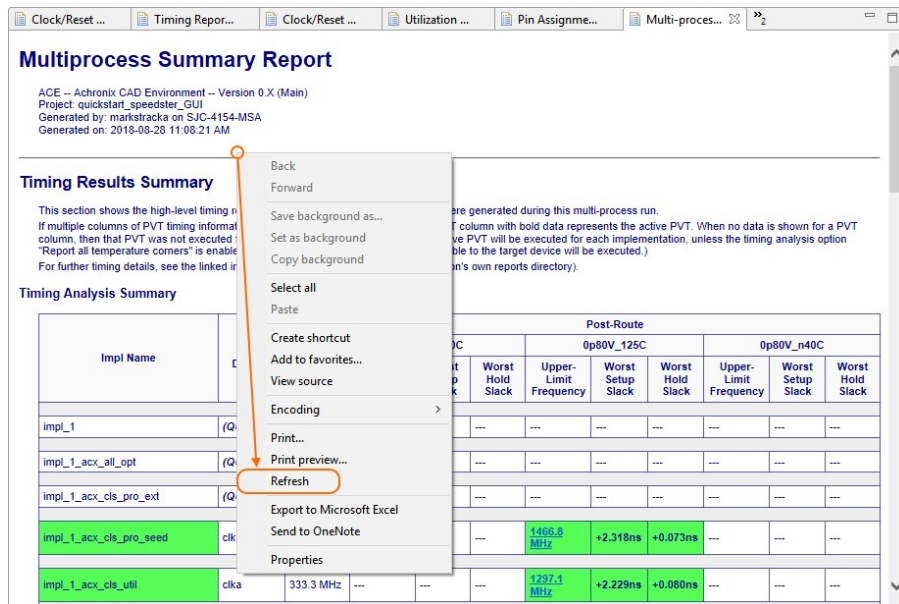 Clock/Reset ... Timing Repor... Clock/Reset ... Utilization ... Pin Assignme... Multi-proces... »2
Multiprocess Summary Report
ACE -- Achronix CAD Environment -- Version 0.X (Main)
Project: quickstart_speedster_GUI
Generated by: markstracka on SJC-4154-MSA
Generated on: 2018-08-28 11:08:21 AM
Timing Results Summary
This section shows the high-level timing r ere generated during this multi-process run.
If multiple columns of PVT timing informa T column with bold data represents the active PVT. When no data is shown for a PVT
column, then that PVT was not executed ve PVT will be executed for each implementation, unless the timing analysis option
"Report all temperature corners" is enable ble to the target device will be executed.)
For further timing details, see the linked in n's own reports directory).
Timing Analysis Summary
Back
Forward
Save background as...
Set as background
Copy background
Select all
Paste
Create shortcut
Add to favorites...
View source
Encoding >
Print...
Print preview...
Refresh
Export to Microsoft Excel
Send to OneNote
Properties
Post-Route
0C 0p80V_125C 0p80V_n40C
Impl Name
Worst Hold Slack
Upper-Limit Frequency
Worst Setup Slack
Worst Hold Slack
Upper-Limit Frequency
Worst Setup Slack
Worst Hold Slack
impl_1 (Q --- --- --- --- --- --- ---
impl_1_acx_all_opt (Q --- --- --- --- --- --- ---
impl_1_acx_cls_pro_ext (Q --- --- --- --- --- --- ---
impl_1_acx_cls_pro_seed clk --- 1466.8 MHz +2.318ns +0.073ns --- --- ---
impl_1_acx_cls_util clka 333.3 MHz --- --- --- 1297.1 MHz +2.229ns +0.080ns --- --- ---